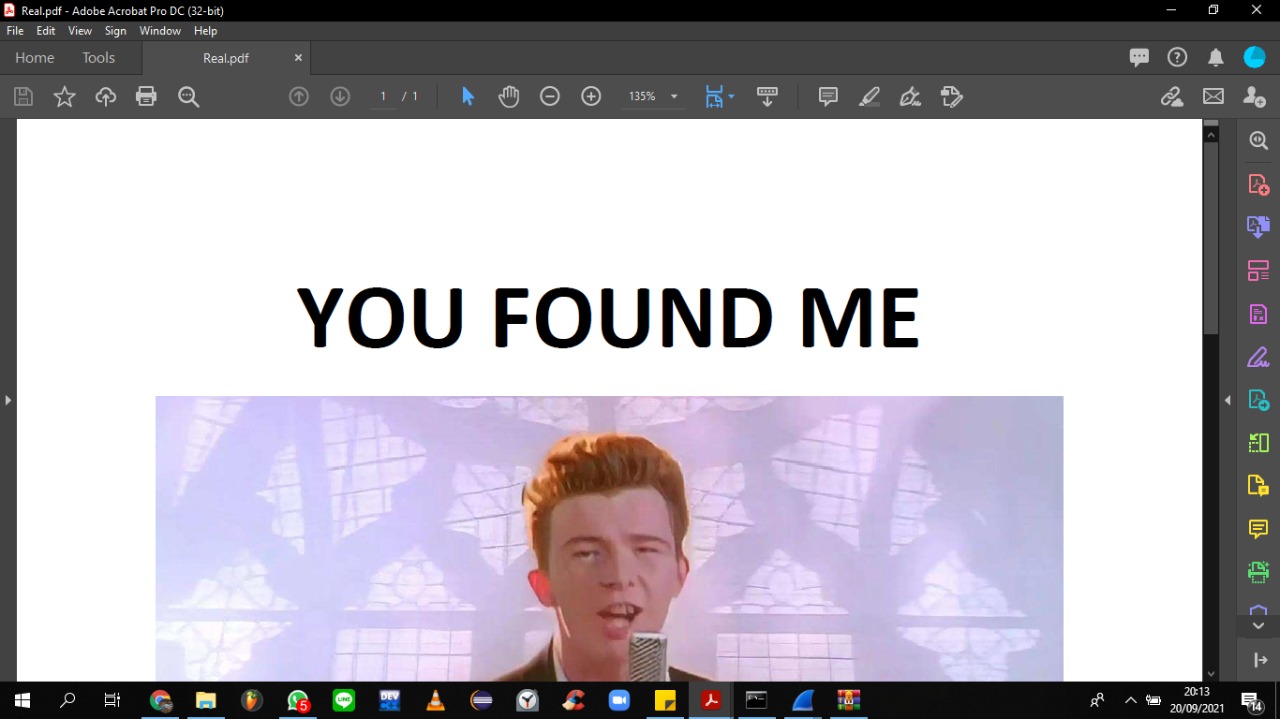 Real.pdf - Adobe Acrobat Pro DC (32-bit)
File Edit View Sign Window Help
Home Tools Real.pdf
1 / 1 135%
YOU FOUND ME
5 LINE DEV
20:13
20/09/2021 14